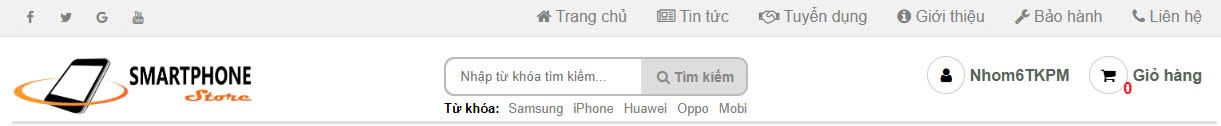 Trang chủ Tin tức Tuyển dụng Giới thiệu Bảo hành Liên hệ
SMARTPHONE
Store
Nhập từ khóa tìm kiếm... Tìm kiếm
Nhom6TKPM Giỏ hàng
0
Từ khóa: Samsung iPhone Huawei Oppo Mobi